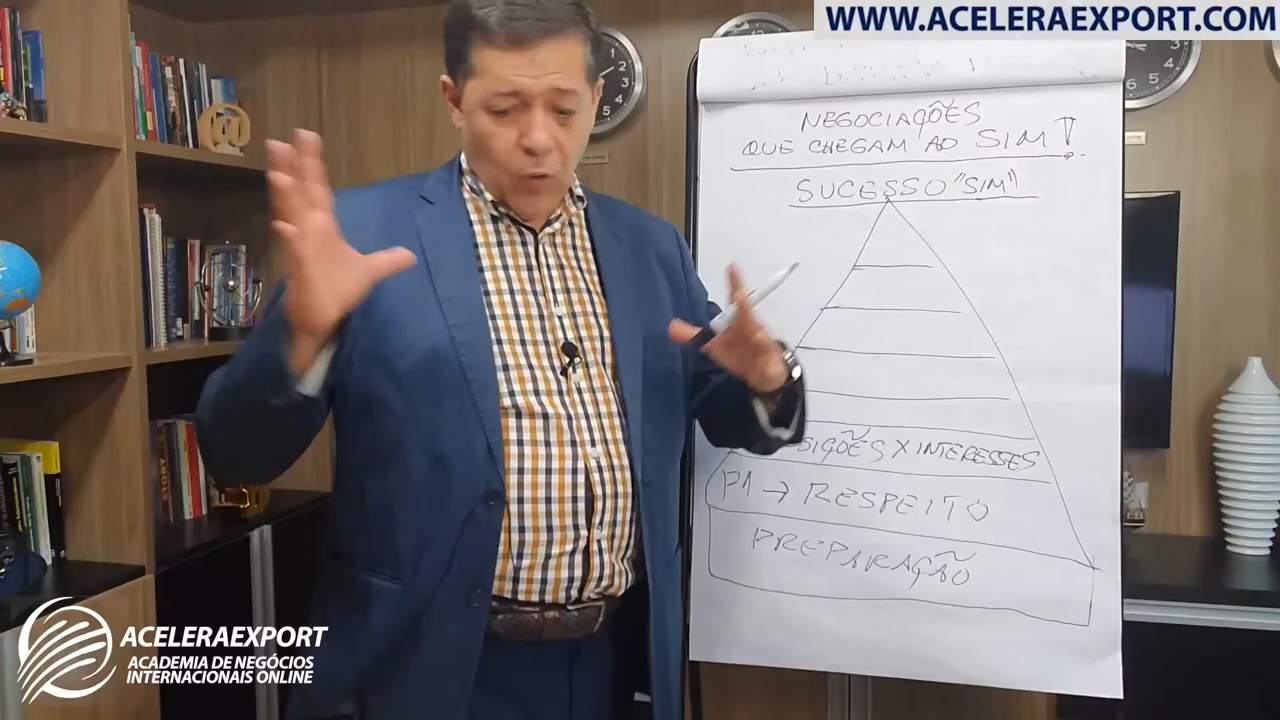 WWW.ACELERAEXPORT.COM
NEGOCIAÇÕES
QUE CHEGAM AO SIM!
SUCESSO "SIM"
SIÇÕES X INTERESSES
P1 → RESPEITO
PREPARAÇÃO
ACELERAEXPORT
ACADEMIA DE NEGÓCIOS
INTERNACIONAIS ONLINE